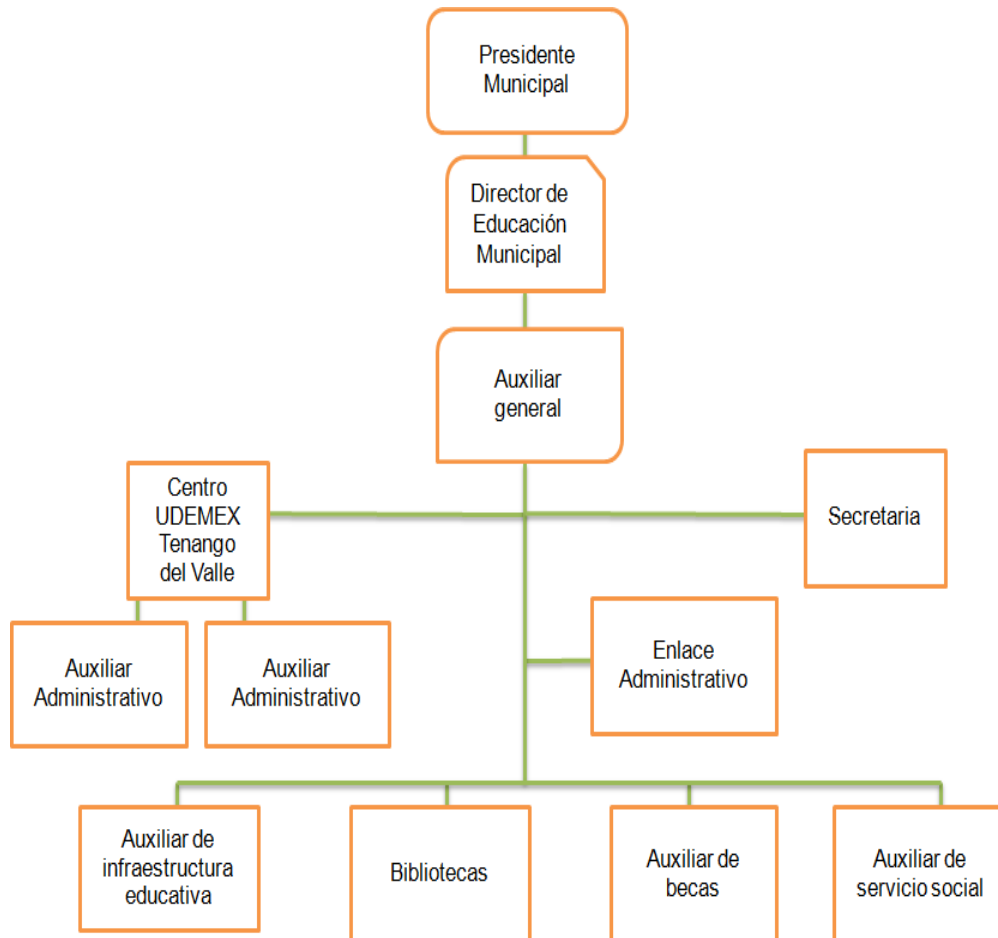 Presidente
Municipal
Director de
Educación
Municipal
Auxiliar
general
Centro
UDEMEX
Tenango
del Valle
Secretaria
Auxiliar
Administrativo
Auxiliar
Administrativo
Enlace
Administrativo
Auxiliar de
infraestructura
educativa
Bibliotecas
Auxiliar de
becas
Auxiliar de
servicio social